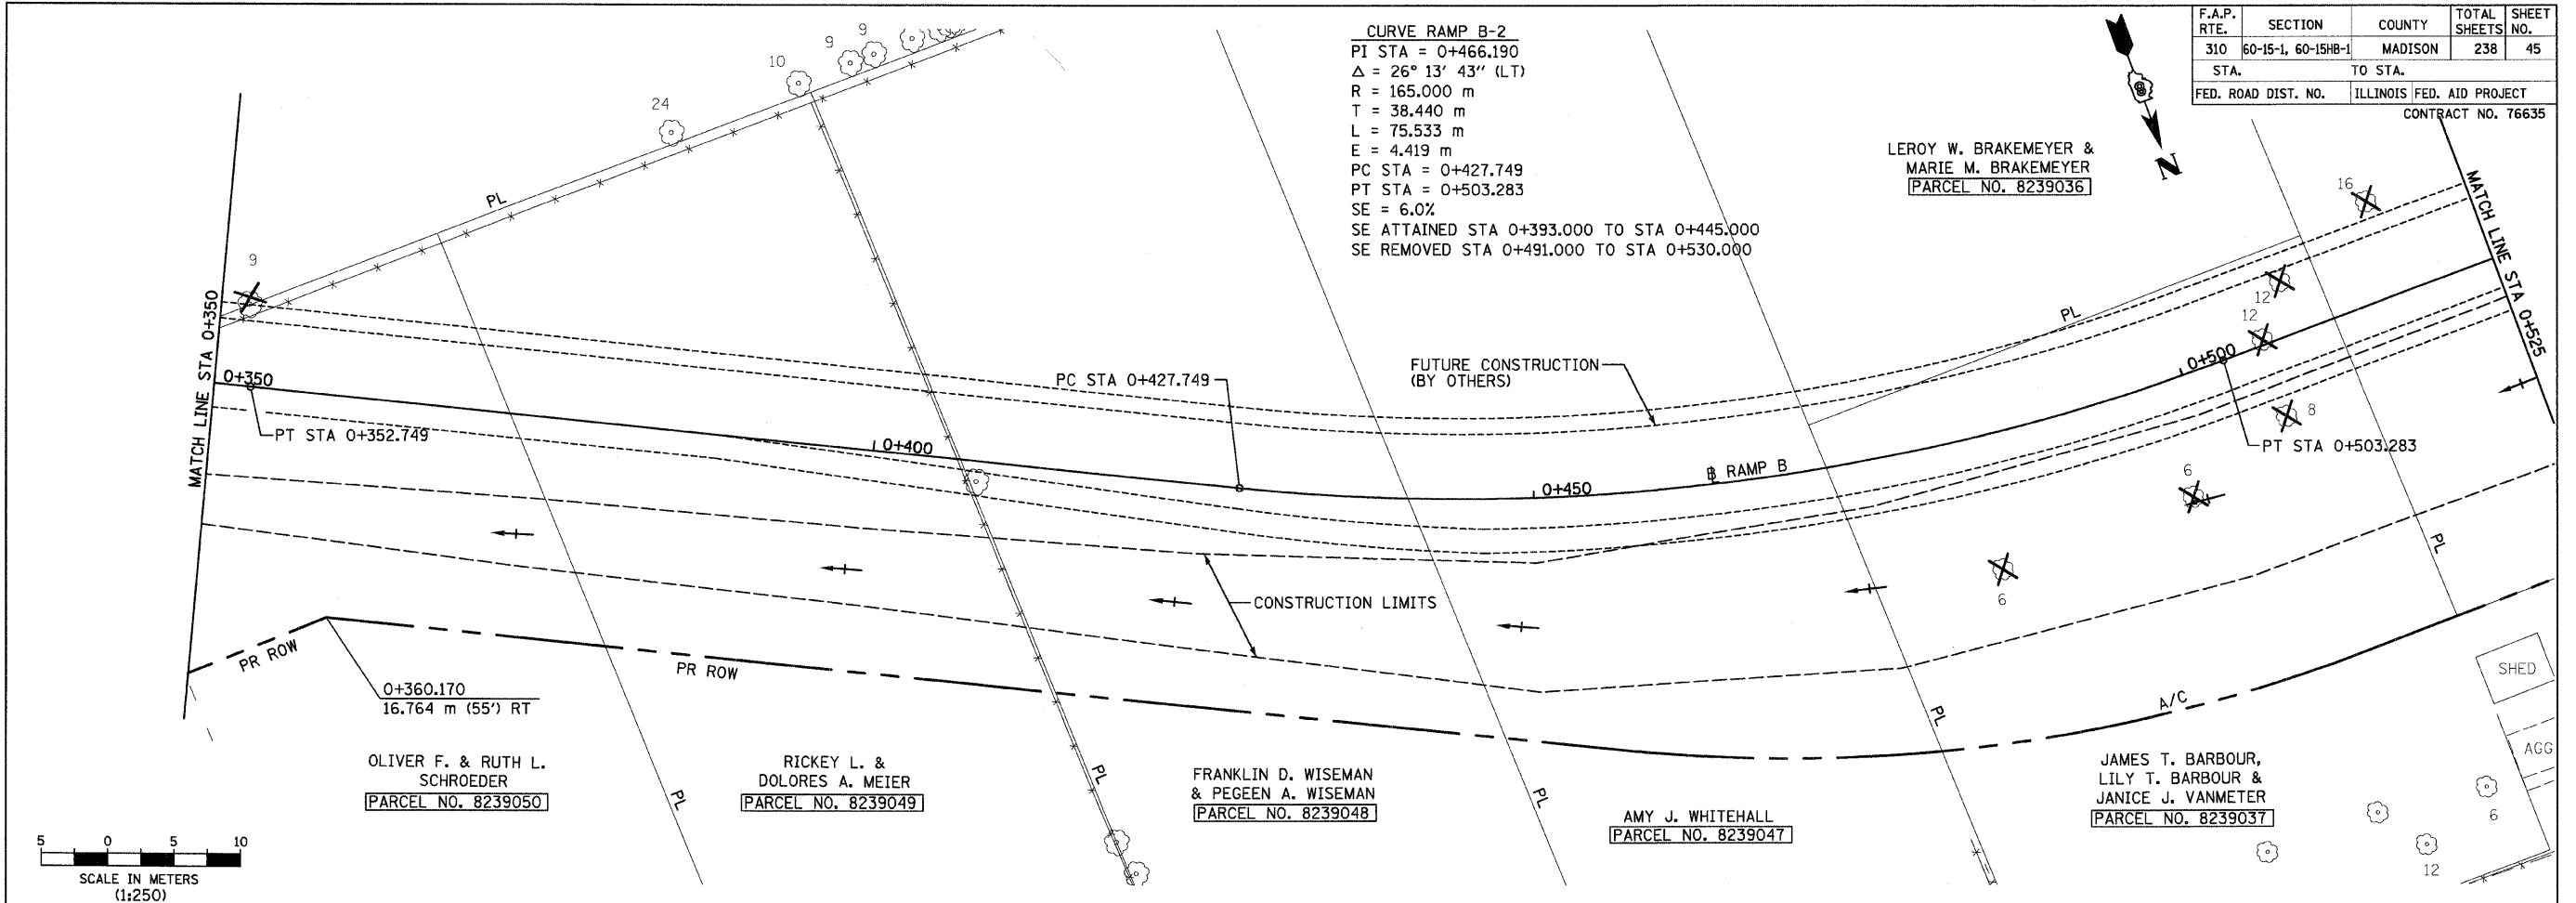 F.A.P. RTE. SECTION COUNTY TOTAL SHEETS SHEET NO.
310 60-15-1, 60-15HB-1 MADISON 238 45
STA. TO STA.
FED. ROAD DIST. NO. ILLINOIS FED. AID PROJECT
CONTRACT NO. 76635
CURVE RAMP B-2
PI STA = 0+466.190
Δ = 26° 13' 43" (LT)
R = 165.000 m
T = 38.440 m
L = 75.533 m
E = 4.419 m
PC STA = 0+427.749
PT STA = 0+503.283
SE = 6.0%
SE ATTAINED STA 0+393.000 TO STA 0+445.000
SE REMOVED STA 0+491.000 TO STA 0+530.000
N
LEROY W. BRAKEMEYER &
MARIE M. BRAKEMEYER
PARCEL NO. 8239036
9
9
10
24
9
PL
16
12
12
8
6
6
PL
MATCH LINE STA 0+350
MATCH LINE STA 0+525
0+350
PT STA 0+352.749
0+400
PC STA 0+427.749
FUTURE CONSTRUCTION
(BY OTHERS)
0+450
℄ RAMP B
0+500
PT STA 0+503.283
CONSTRUCTION LIMITS
PR ROW
PR ROW
0+360.170
16.764 m (55') RT
A/C
PL
PL
PL
PL
PL
SHED
AGG
6
12
OLIVER F. & RUTH L.
SCHROEDER
PARCEL NO. 8239050
RICKEY L. &
DOLORES A. MEIER
PARCEL NO. 8239049
FRANKLIN D. WISEMAN
& PEGEEN A. WISEMAN
PARCEL NO. 8239048
AMY J. WHITEHALL
PARCEL NO. 8239047
JAMES T. BARBOUR,
LILY T. BARBOUR &
JANICE J. VANMETER
PARCEL NO. 8239037
5 0 5 10
SCALE IN METERS
(1:250)